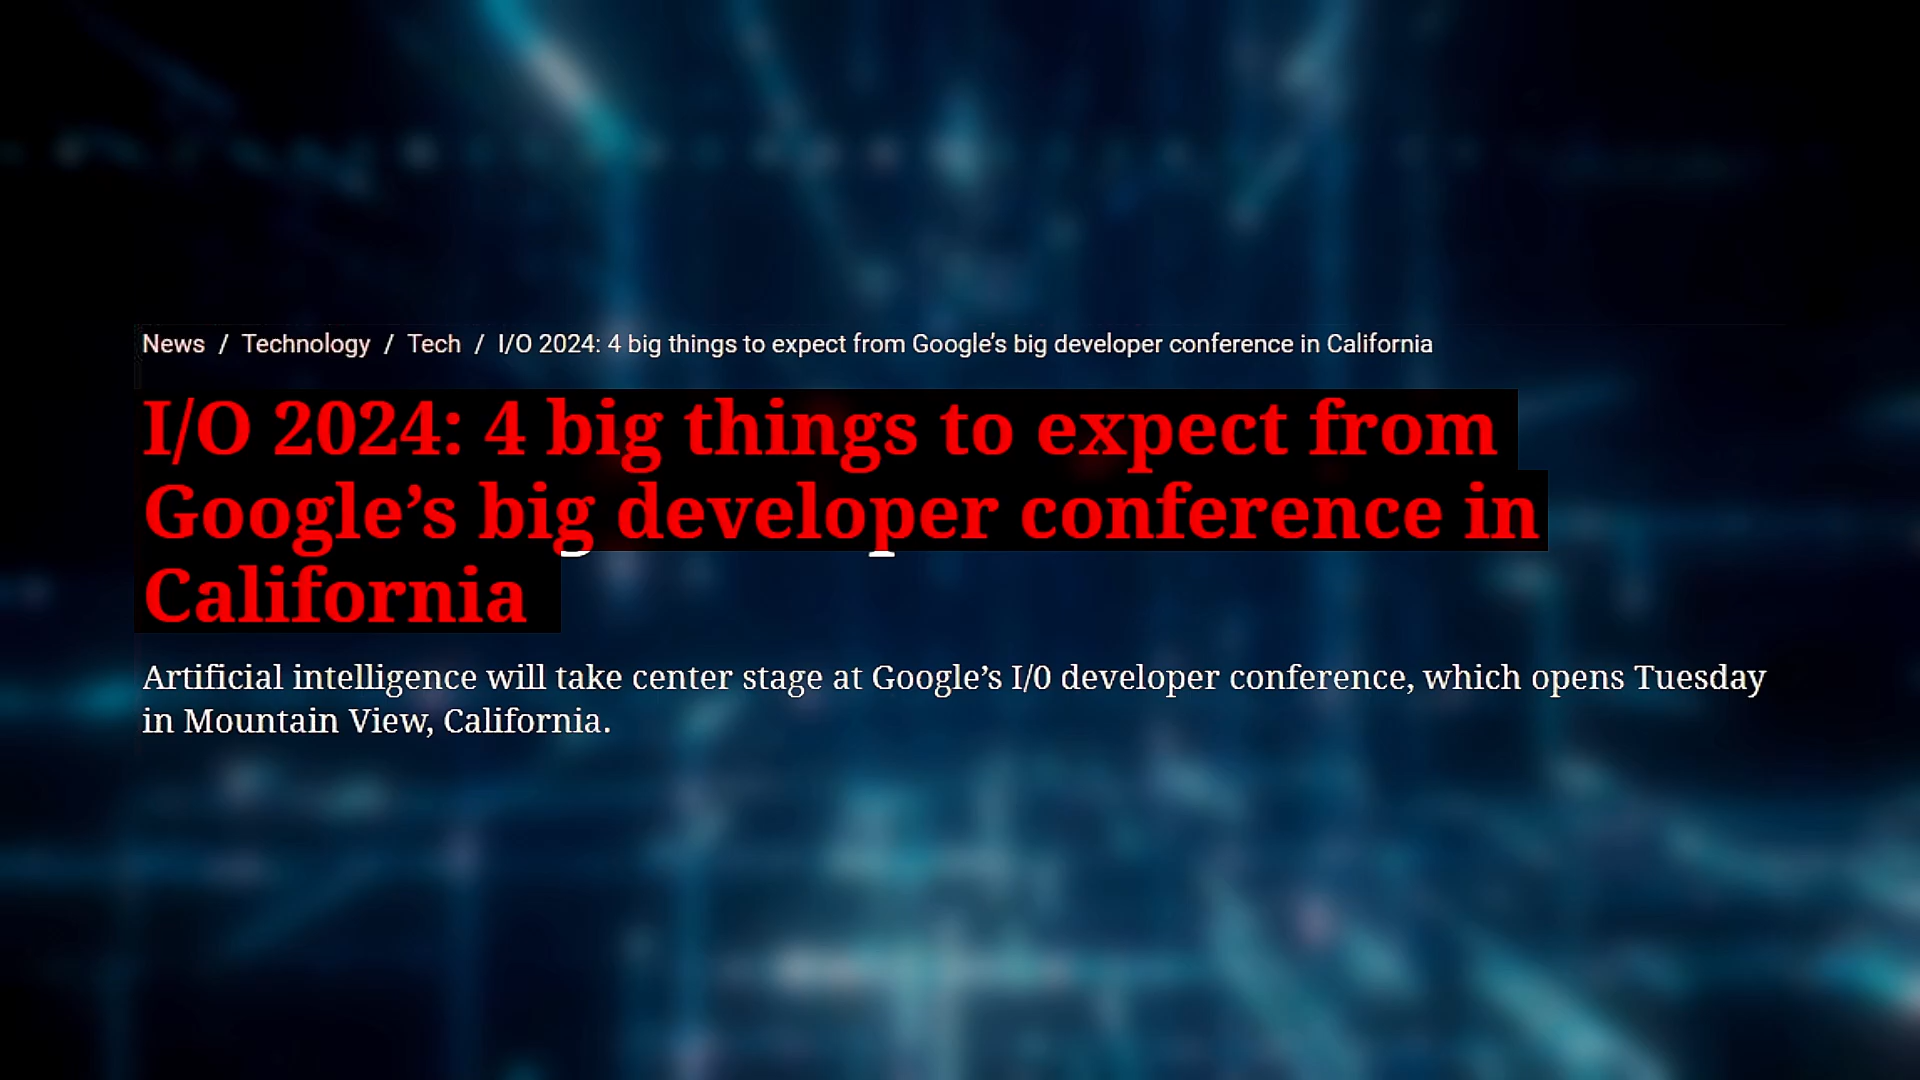 News / Technology / Tech / I/O 2024: 4 big things to expect from Google’s big developer conference in California
I/O 2024: 4 big things to expect from
Google’s big developer conference in
California
Artificial intelligence will take center stage at Google’s I/0 developer conference, which opens Tuesday
in Mountain View, California.